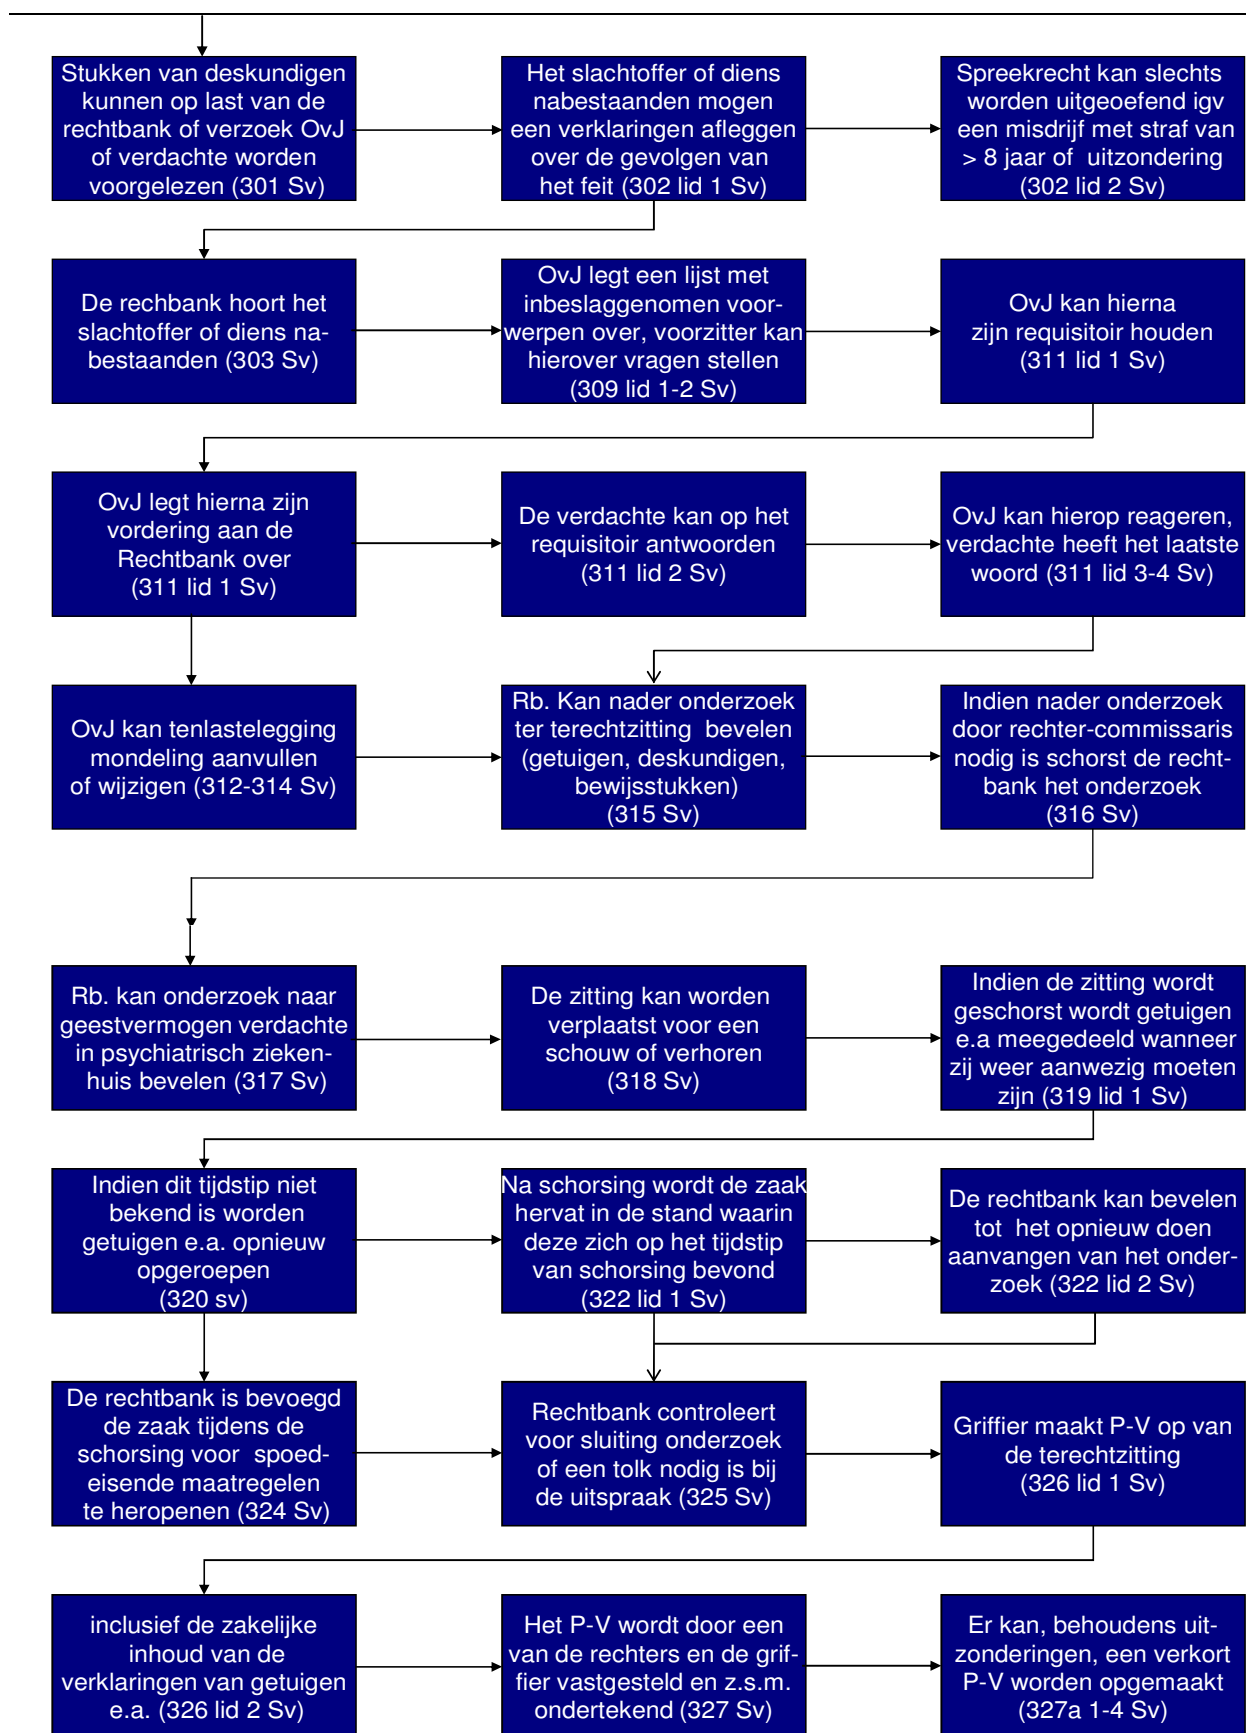 Stukken van deskundigen
kunnen op last van de
rechtbank of verzoek OvJ
of verdachte worden
voorgelezen (301 Sv)
Het slachtoffer of diens
nabestaanden mogen
een verklaringen afleggen
over de gevolgen van
het feit (302 lid 1 Sv)
Spreekrecht kan slechts
worden uitgeoefend igv
een misdrijf met straf van
> 8 jaar of uitzondering
(302 lid 2 Sv)
De rechbank hoort het
slachtoffer of diens na-
bestaanden (303 Sv)
OvJ legt een lijst met
inbeslaggenomen voor-
werpen over, voorzitter kan
hierover vragen stellen
(309 lid 1-2 Sv)
OvJ kan hierna
zijn requisitoir houden
(311 lid 1 Sv)
OvJ legt hierna zijn
vordering aan de
Rechtbank over
(311 lid 1 Sv)
De verdachte kan op het
requisitoir antwoorden
(311 lid 2 Sv)
OvJ kan hierop reageren,
verdachte heeft het laatste
woord (311 lid 3-4 Sv)
OvJ kan tenlastelegging
mondeling aanvullen
of wijzigen (312-314 Sv)
Rb. Kan nader onderzoek
ter terechtzitting bevelen
(getuigen, deskundigen,
bewijsstukken)
(315 Sv)
Indien nader onderzoek
door rechter-commissaris
nodig is schorst de recht-
bank het onderzoek
(316 Sv)
Rb. kan onderzoek naar
geestvermogen verdachte
in psychiatrisch zieken-
huis bevelen (317 Sv)
De zitting kan worden
verplaatst voor een
schouw of verhoren
(318 Sv)
Indien de zitting wordt
geschorst wordt getuigen
e.a meegedeeld wanneer
zij weer aanwezig moeten
zijn (319 lid 1 Sv)
Indien dit tijdstip niet
bekend is worden
getuigen e.a. opnieuw
opgeroepen
(320 sv)
Na schorsing wordt de zaak
hervat in de stand waarin
deze zich op het tijdstip
van schorsing bevond
(322 lid 1 Sv)
De rechtbank kan bevelen
tot het opnieuw doen
aanvangen van het onder-
zoek (322 lid 2 Sv)
De rechtbank is bevoegd
de zaak tijdens de
schorsing voor spoed-
eisende maatregelen
te heropenen (324 Sv)
Rechtbank controleert
voor sluiting onderzoek
of een tolk nodig is bij
de uitspraak (325 Sv)
Griffier maakt P-V op van
de terechtzitting
(326 lid 1 Sv)
inclusief de zakelijke
inhoud van de
verklaringen van getuigen
e.a. (326 lid 2 Sv)
Het P-V wordt door een
van de rechters en de grif-
fier vastgesteld en z.s.m.
ondertekend (327 Sv)
Er kan, behoudens uit-
zonderingen, een verkort
P-V worden opgemaakt
(327a 1-4 Sv)